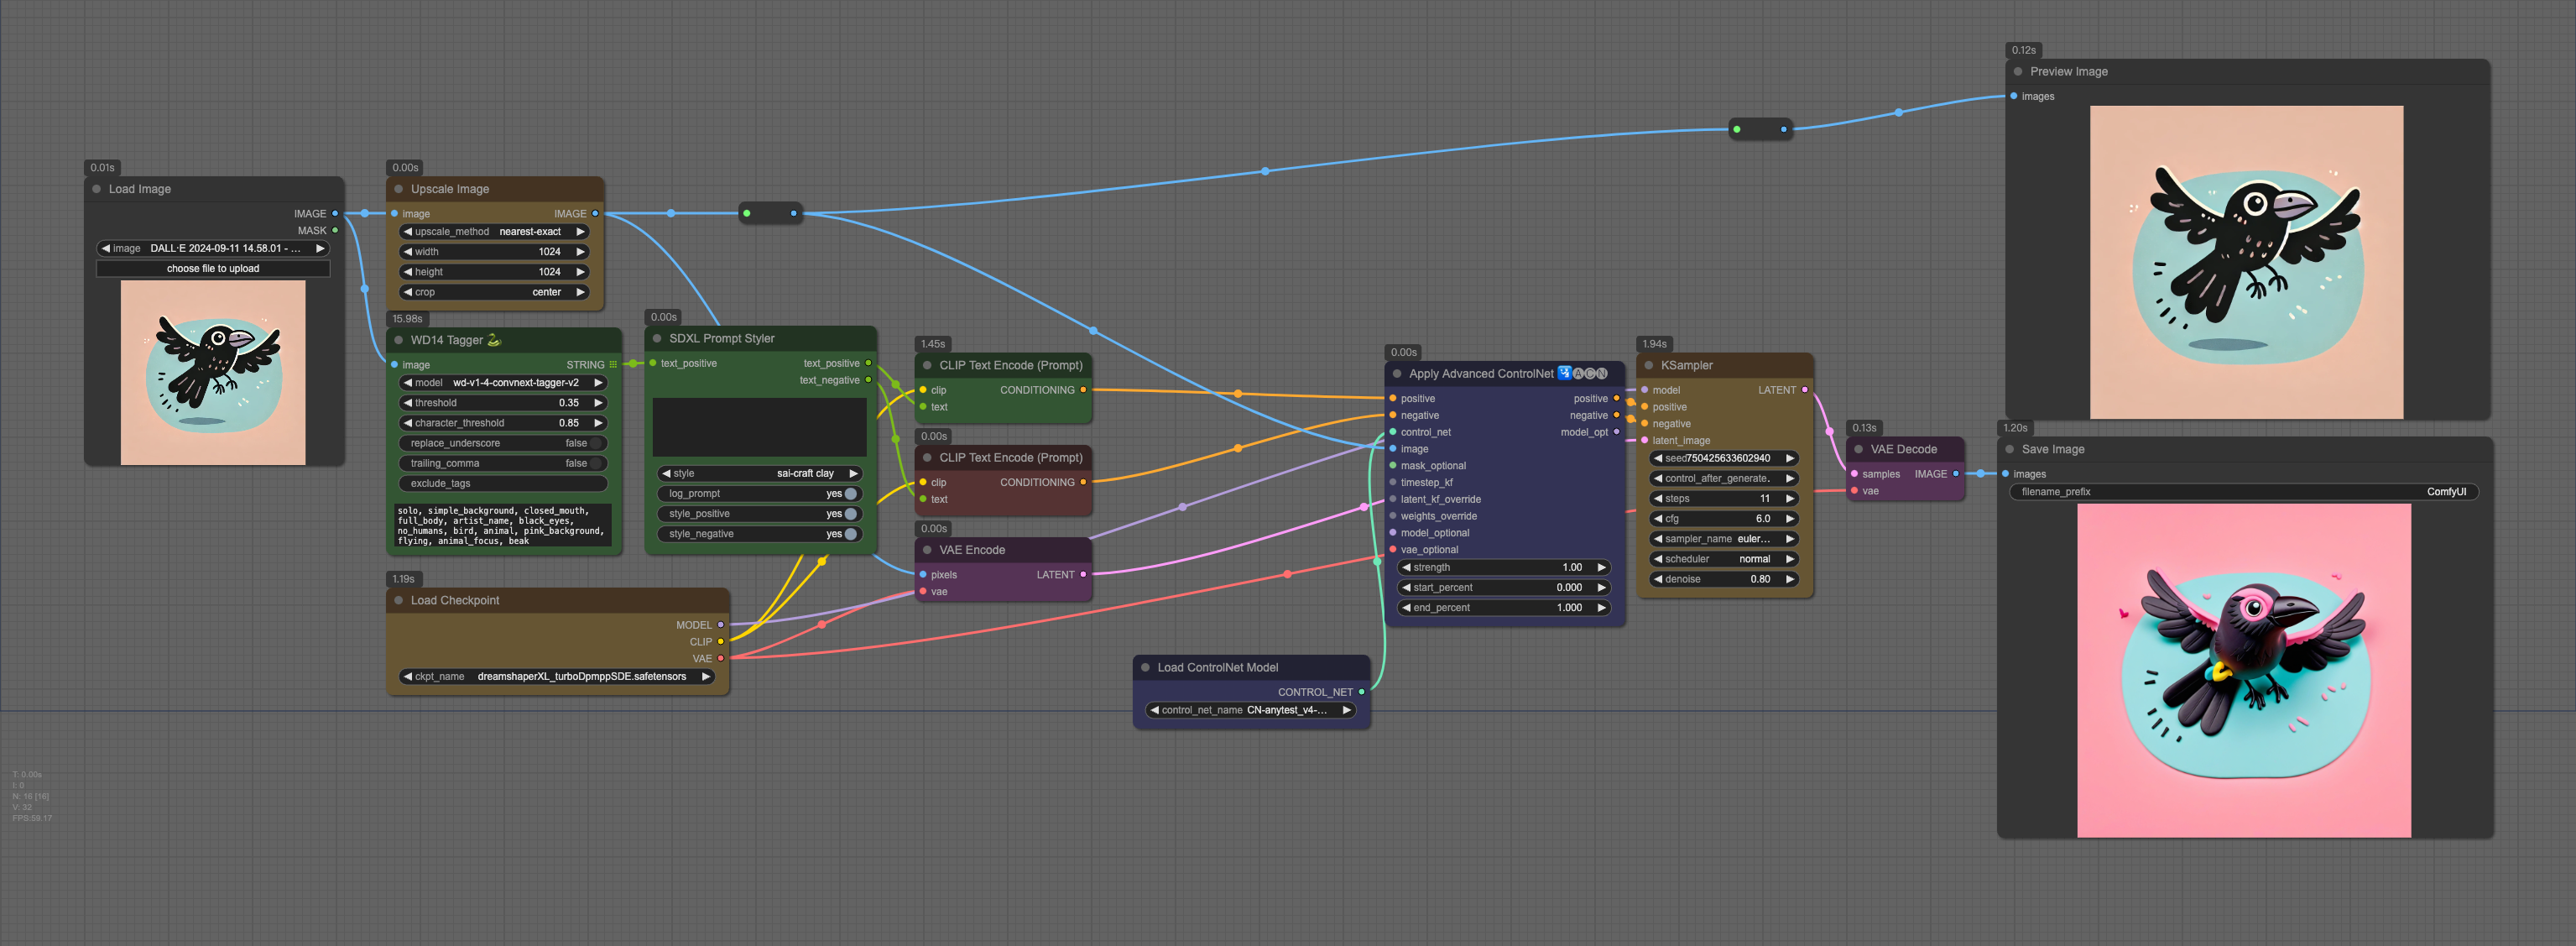 0.12s
Preview Image
images
0.01s
Load Image
IMAGE
MASK
image DALL·E 2024-09-11 14.58.01 - ...
choose file to upload
0.00s
Upscale Image
image IMAGE
upscale_method nearest-exact
width 1024
height 1024
crop center
15.98s
WD14 Tagger 🐍
image STRING
model wd-v1-4-convnext-tagger-v2
threshold 0.35
character_threshold 0.85
replace_underscore false
trailing_comma false
exclude_tags
solo, simple_background, closed_mouth,
full_body, artist_name, black_eyes,
no_humans, bird, animal, pink_background,
flying, animal_focus, beak
0.00s
SDXL Prompt Styler
text_positive text_positive
text_negative
style sai-craft clay
log_prompt yes
style_positive yes
style_negative yes
1.19s
Load Checkpoint
MODEL
CLIP
VAE
ckpt_name dreamshaperXL_turboDpmppSDE.safetensors
1.45s
CLIP Text Encode (Prompt)
clip CONDITIONING
text
0.00s
CLIP Text Encode (Prompt)
clip CONDITIONING
text
0.00s
VAE Encode
pixels LATENT
vae
Load ControlNet Model
CONTROL_NET
control_net_name CN-anytest_v4-...
0.00s
Apply Advanced ControlNet 🛂🅐🅒🅝
positive positive
negative negative
control_net model_opt
image
mask_optional
timestep_kf
latent_kf_override
weights_override
model_optional
vae_optional
strength 1.00
start_percent 0.000
end_percent 1.000
1.94s
KSampler
model LATENT
positive
negative
latent_image
seed 750425633602940
control_after_generate.
steps 11
cfg 6.0
sampler_name euler...
scheduler normal
denoise 0.80
0.13s
VAE Decode
samples IMAGE
vae
1.20s
Save Image
images
filename_prefix ComfyUI
T: 0.00s
I: 0
N: 16 [16]
V: 32
FPS:59.17